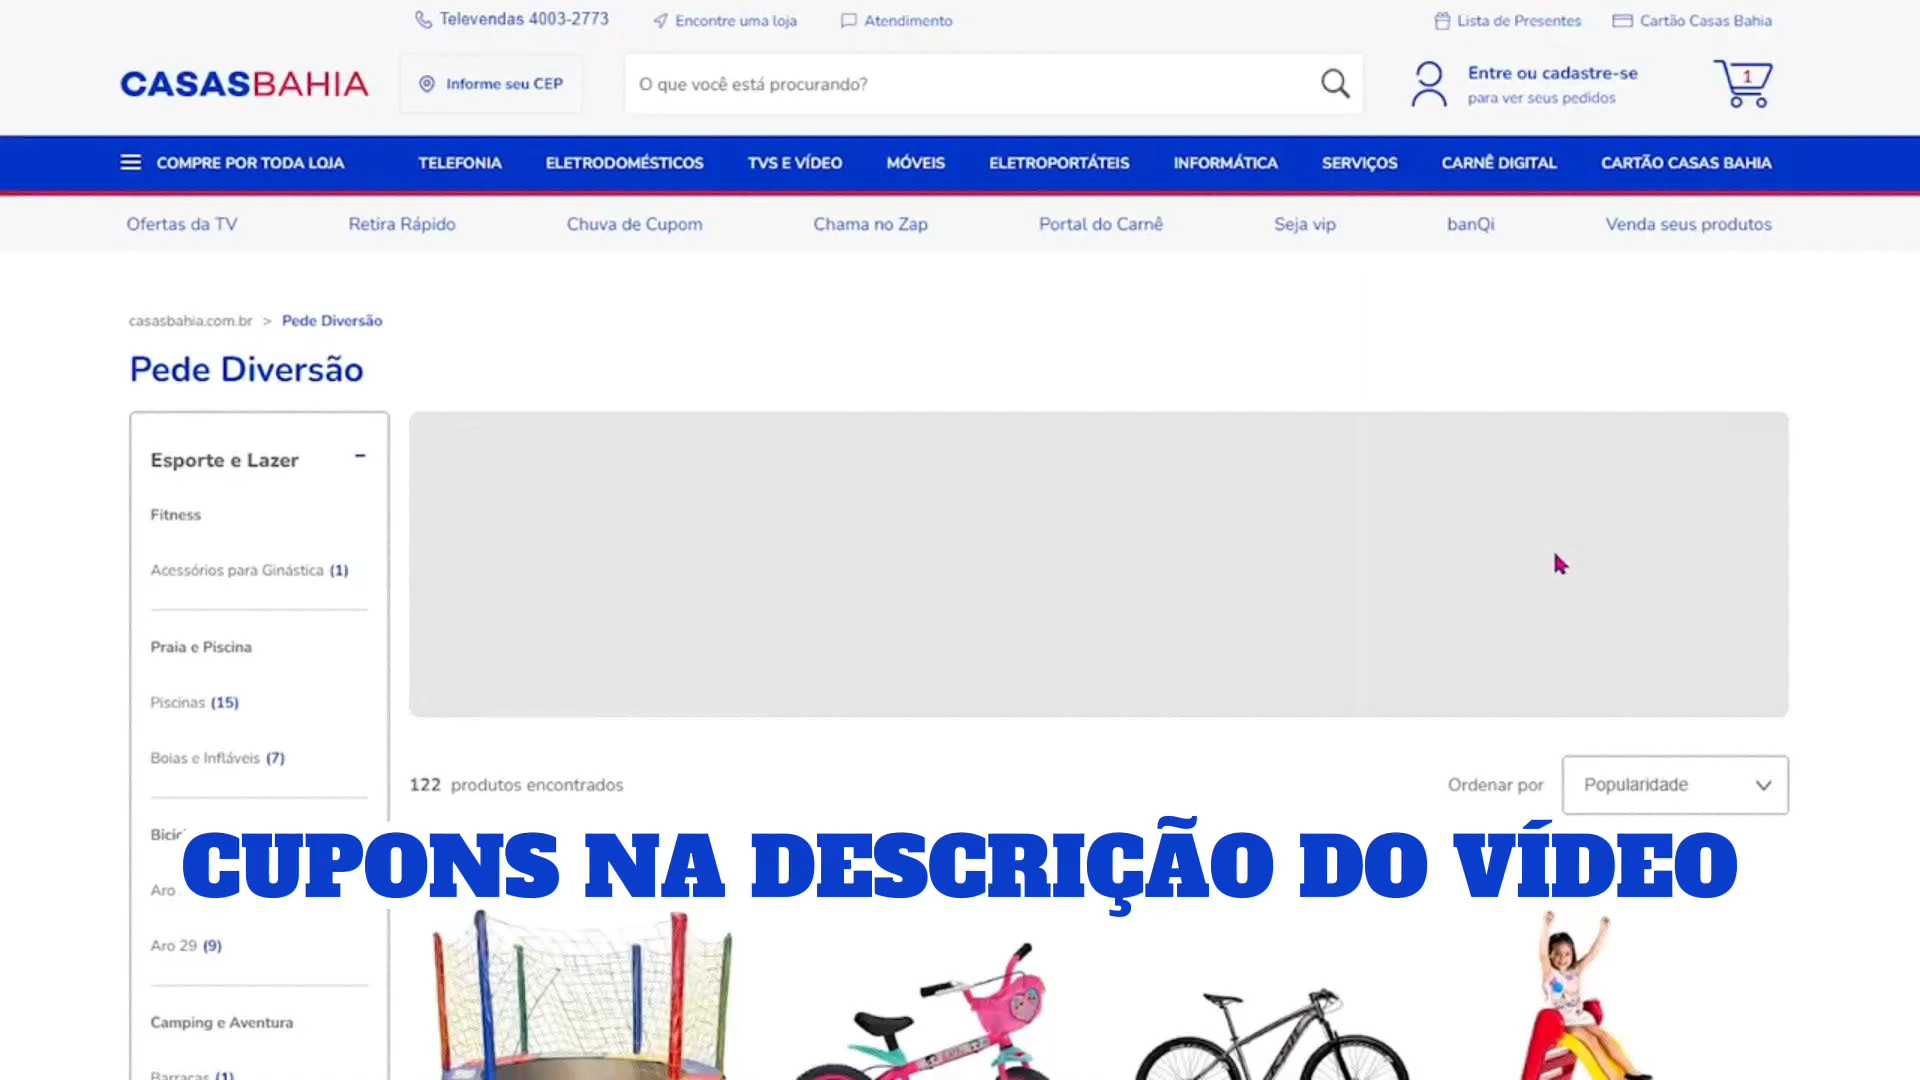 Televendas 4003-2773
Encontre uma loja
Atendimento
Lista de Presentes
Cartão Casas Bahia
CASASBAHIA
Informe seu CEP
O que você está procurando?
Entre ou cadastre-se
para ver seus pedidos
1
COMPRE POR TODA LOJA
TELEFONIA
ELETRODOMÉSTICOS
TVS E VÍDEO
MÓVEIS
ELETROPORTÁTEIS
INFORMÁTICA
SERVIÇOS
CARNÊ DIGITAL
CARTÃO CASAS BAHIA
Ofertas da TV
Retira Rápido
Chuva de Cupom
Chama no Zap
Portal do Carnê
Seja vip
banQi
Venda seus produtos
casasbahia.com.br > Pede Diversão
Pede Diversão
Esporte e Lazer
Fitness
Acessórios para Ginástica (1)
Praia e Piscina
Piscinas (15)
Boias e Infláveis (7)
122 produtos encontrados
Ordenar por
Popularidade
CUPONS NA DESCRIÇÃO DO VÍDEO
Aro
Aro 29 (9)
Camping e Aventura
Barracas (1)